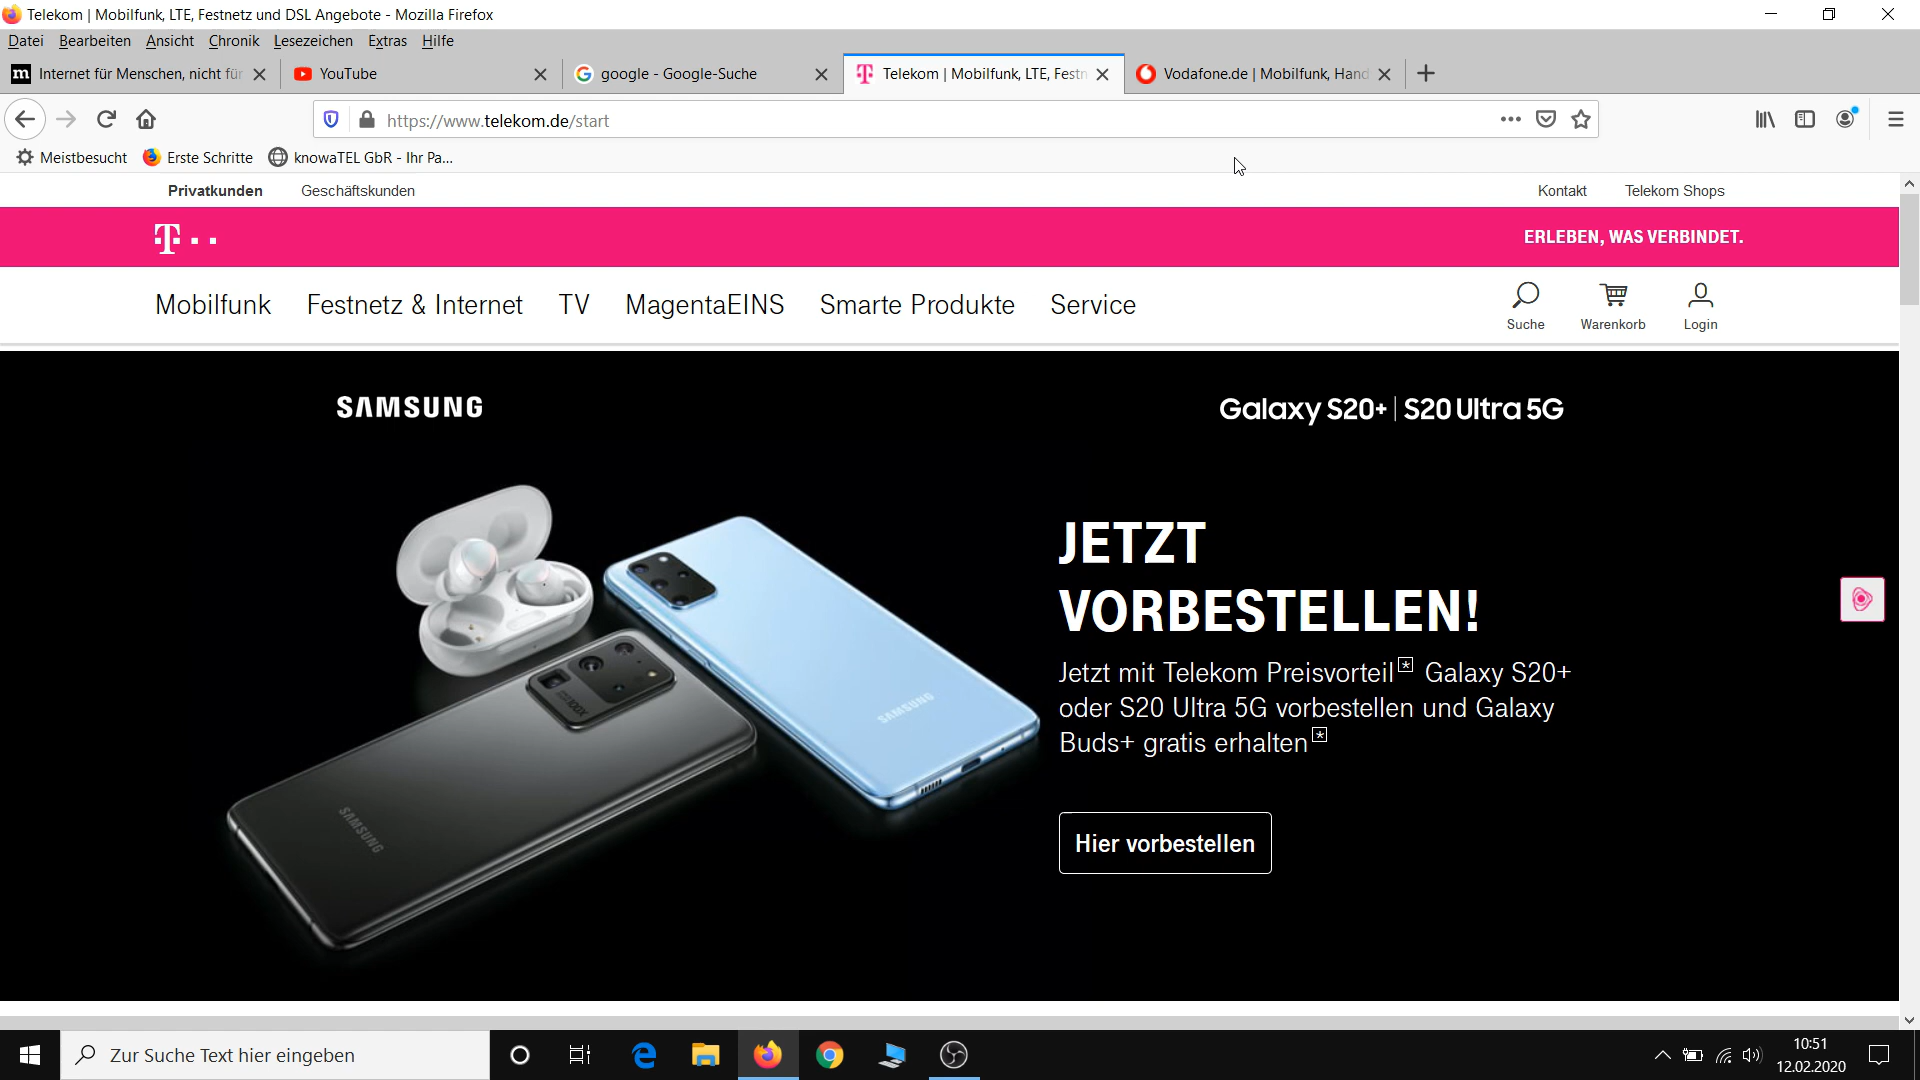 Telekom | Mobilfunk, LTE, Festnetz und DSL Angebote - Mozilla Firefox
Datei Bearbeiten Ansicht Chronik Lesezeichen Extras Hilfe
m Internet für Menschen, nicht für YouTube google - Google-Suche Telekom | Mobilfunk, LTE, Festn Vodafone.de | Mobilfunk, Hand
https://www.telekom.de/start
Meistbesucht Erste Schritte knowaTEL GbR - Ihr Pa...
Privatkunden Geschäftskunden Kontakt Telekom Shops
T ERLEBEN, WAS VERBINDET.
Mobilfunk Festnetz & Internet TV MagentaEINS Smarte Produkte Service
Suche Warenkorb Login
SAMSUNG Galaxy S20+ | S20 Ultra 5G
JETZT
VORBESTELLEN!
Jetzt mit Telekom Preisvorteil* Galaxy S20+
oder S20 Ultra 5G vorbestellen und Galaxy
Buds+ gratis erhalten*
SAMSUNG
SAMSUNG
Hier vorbestellen
Zur Suche Text hier eingeben
10:51
12.02.2020